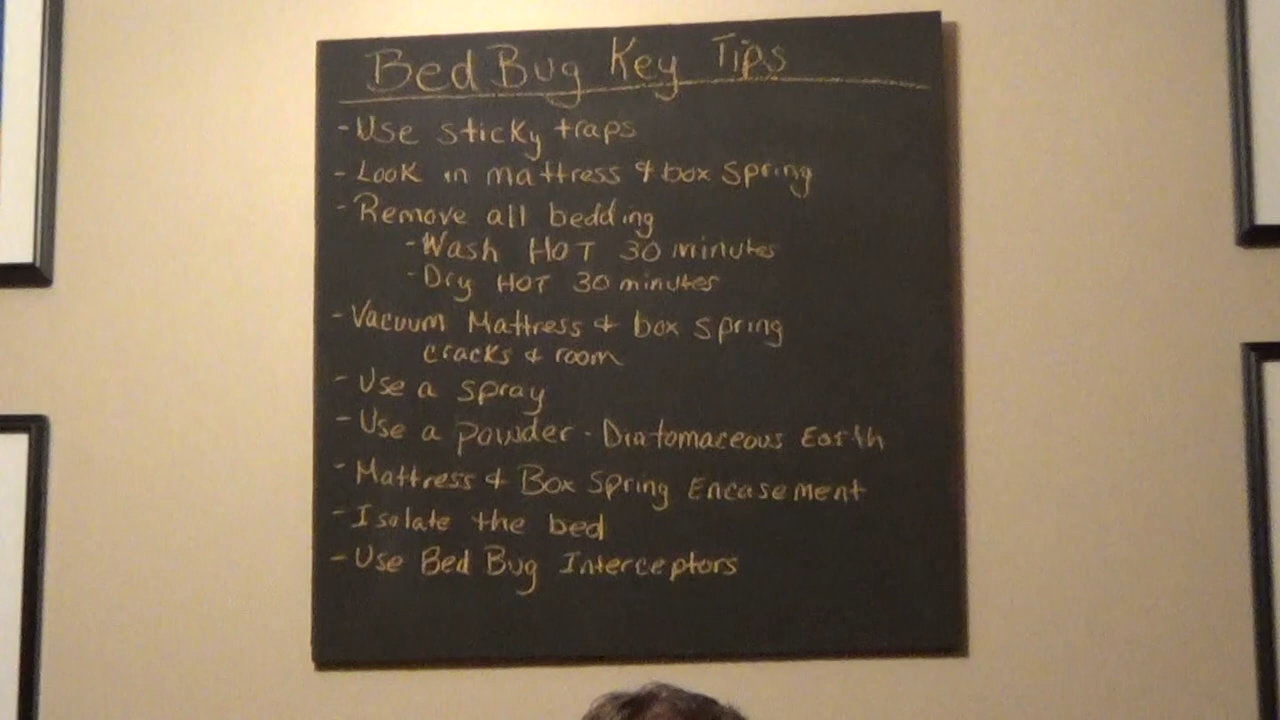 Bed Bug Key Tips
- Use sticky traps
- Look in mattress & box spring
- Remove all bedding
- Wash HOT 30 minutes
- Dry HOT 30 minutes
- Vacuum Mattress & box spring
cracks & room
- Use a spray
- Use a powder - Diatomaceous Earth
- Mattress & Box Spring Encasement
- Isolate the bed
- Use Bed Bug Interceptors